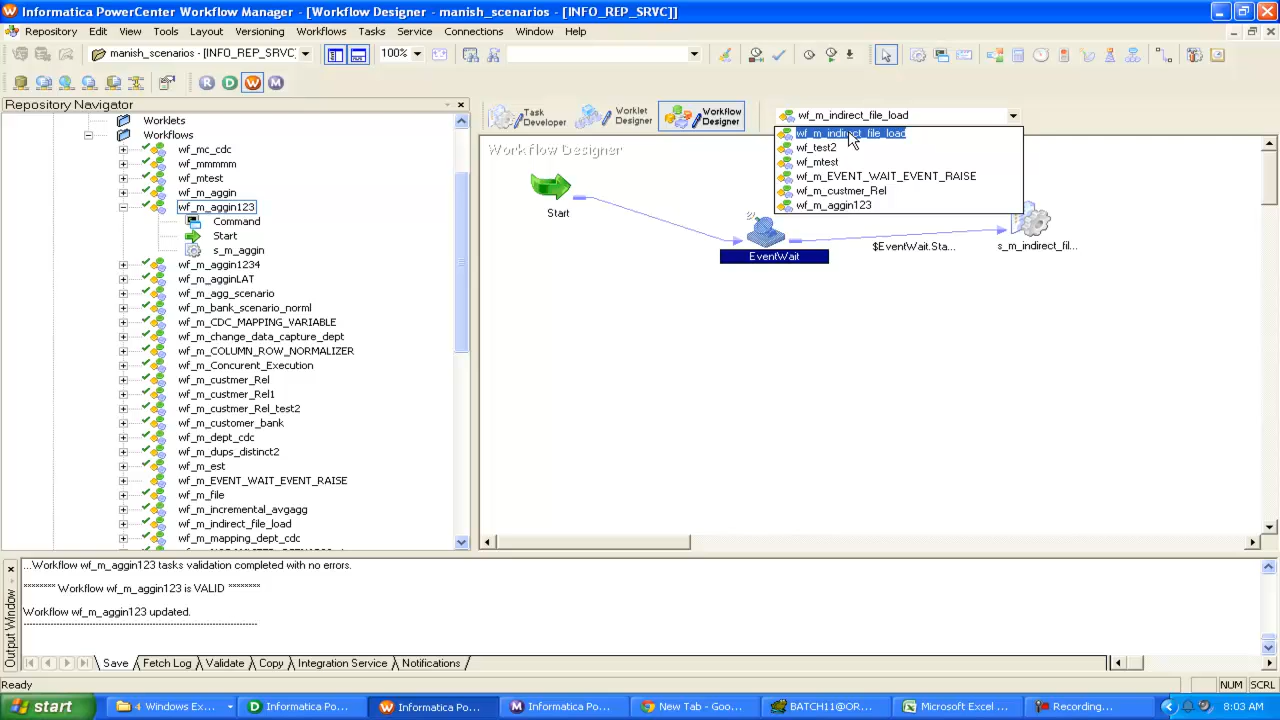 Informatica PowerCenter Workflow Manager - [Workflow Designer - manish_scenarios - [INFO_REP_SRVC]]
Repository Edit View Tools Layout Versioning Workflows Tasks Service Connections Window Help
manish_scenarios - [INFO_REP_SRVC] 100%
R D W M
Repository Navigator
Worklets
Workflows
wf_mc_cdc
wf_mmmmm
wf_mtest
wf_m_aggin
wf_m_aggin123
Command
Start
s_m_aggin
wf_m_aggin1234
wf_m_agginLAT
wf_m_agg_scenario
wf_m_bank_scenario_norml
wf_m_CDC_MAPPING_VARIABLE
wf_m_change_data_capture_dept
wf_m_COLUMN_ROW_NORMALIZER
wf_m_Concurent_Execution
wf_m_custmer_Rel
wf_m_custmer_Rel1
wf_m_custmer_Rel_test2
wf_m_customer_bank
wf_m_dept_cdc
wf_m_dups_distinct2
wf_m_est
wf_m_EVENT_WAIT_EVENT_RAISE
wf_m_file
wf_m_incremental_avgagg
wf_m_indirect_file_load
wf_m_mapping_dept_cdc
Task Developer
Worklet Designer
Workflow Designer
wf_m_indirect_file_load
wf_m_indirect_file_load
wf_test2
wf_mtest
wf_m_EVENT_WAIT_EVENT_RAISE
wf_m_custmer_Rel
wf_m_aggin123
Workflow Designer
Start
EventWait
$EventWait.Sta...
s_m_indirect_fil...
Output Window
...Workflow wf_m_aggin123 tasks validation completed with no errors.
******** Workflow wf_m_aggin123 is VALID ********
Workflow wf_m_aggin123 updated.
Save Fetch Log Validate Copy Integration Service Notifications
Ready NUM SCRL
start 4 Windows Ex... Informatica Po... Informatica Po... Informatica Po... New Tab - Goo... BATCH11@OR... Microsoft Excel ... Recording... 8:03 AM